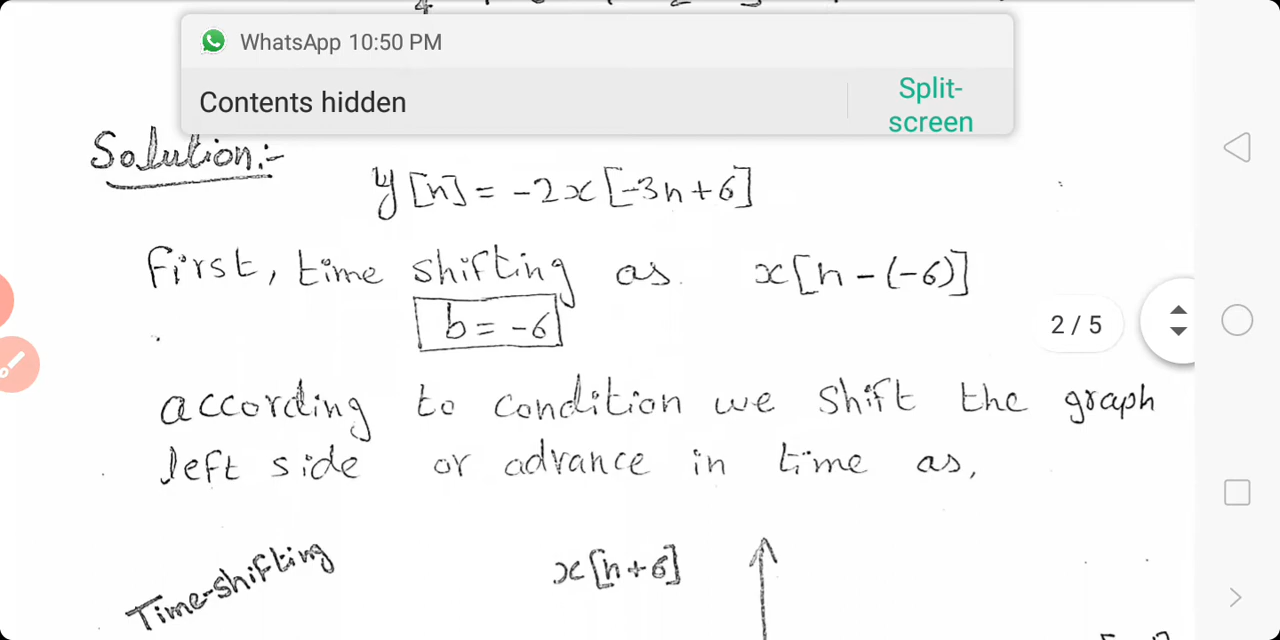 WhatsApp 10:50 PM
Contents hidden
Split-
screen
Solution:-
y[n] = -2x[-3n+6]
First, time shifting as x[n-(-6)]
b = -6
2 / 5
according to condition we shift the graph
left side or advance in time as,
Time-shifting
x[n+6]